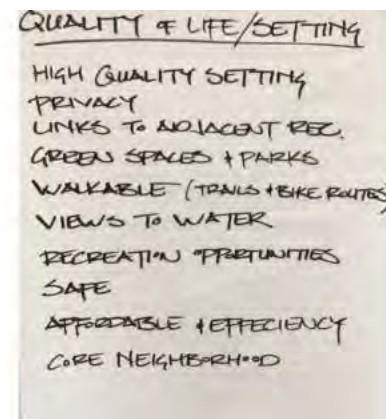 QUALITY & LIFE/SETTING
HIGH QUALITY SETTING
PRIVACY
LINKS TO ADJACENT REC.
GREEN SPACES + PARKS
WALKABLE (TRAILS + BIKE ROUTES)
VIEWS TO WATER
RECREATION OPPORTUNITIES
SAFE
AFFORDABLE & EFFECIENCY
CORE NEIGHBORHOOD